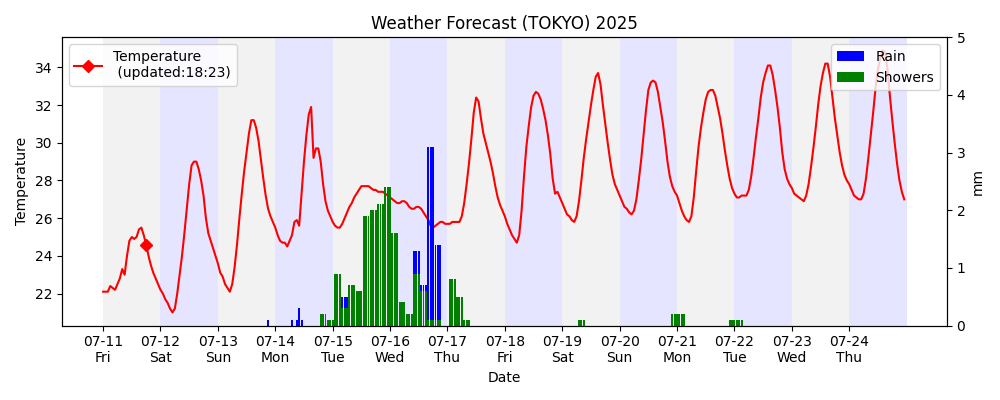 Weather Forecast (TOKYO) 2025
Temperature
(updated:18:23)
Rain
Showers
Temperature
34
32
30
28
26
24
22
5
4
3
2
1
0
mm
07-11 07-12 07-13 07-14 07-15 07-16 07-17 07-18 07-19 07-20 07-21 07-22 07-23 07-24
Fri Sat Sun Mon Tue Wed Thu Fri Sat Sun Mon Tue Wed Thu
Date